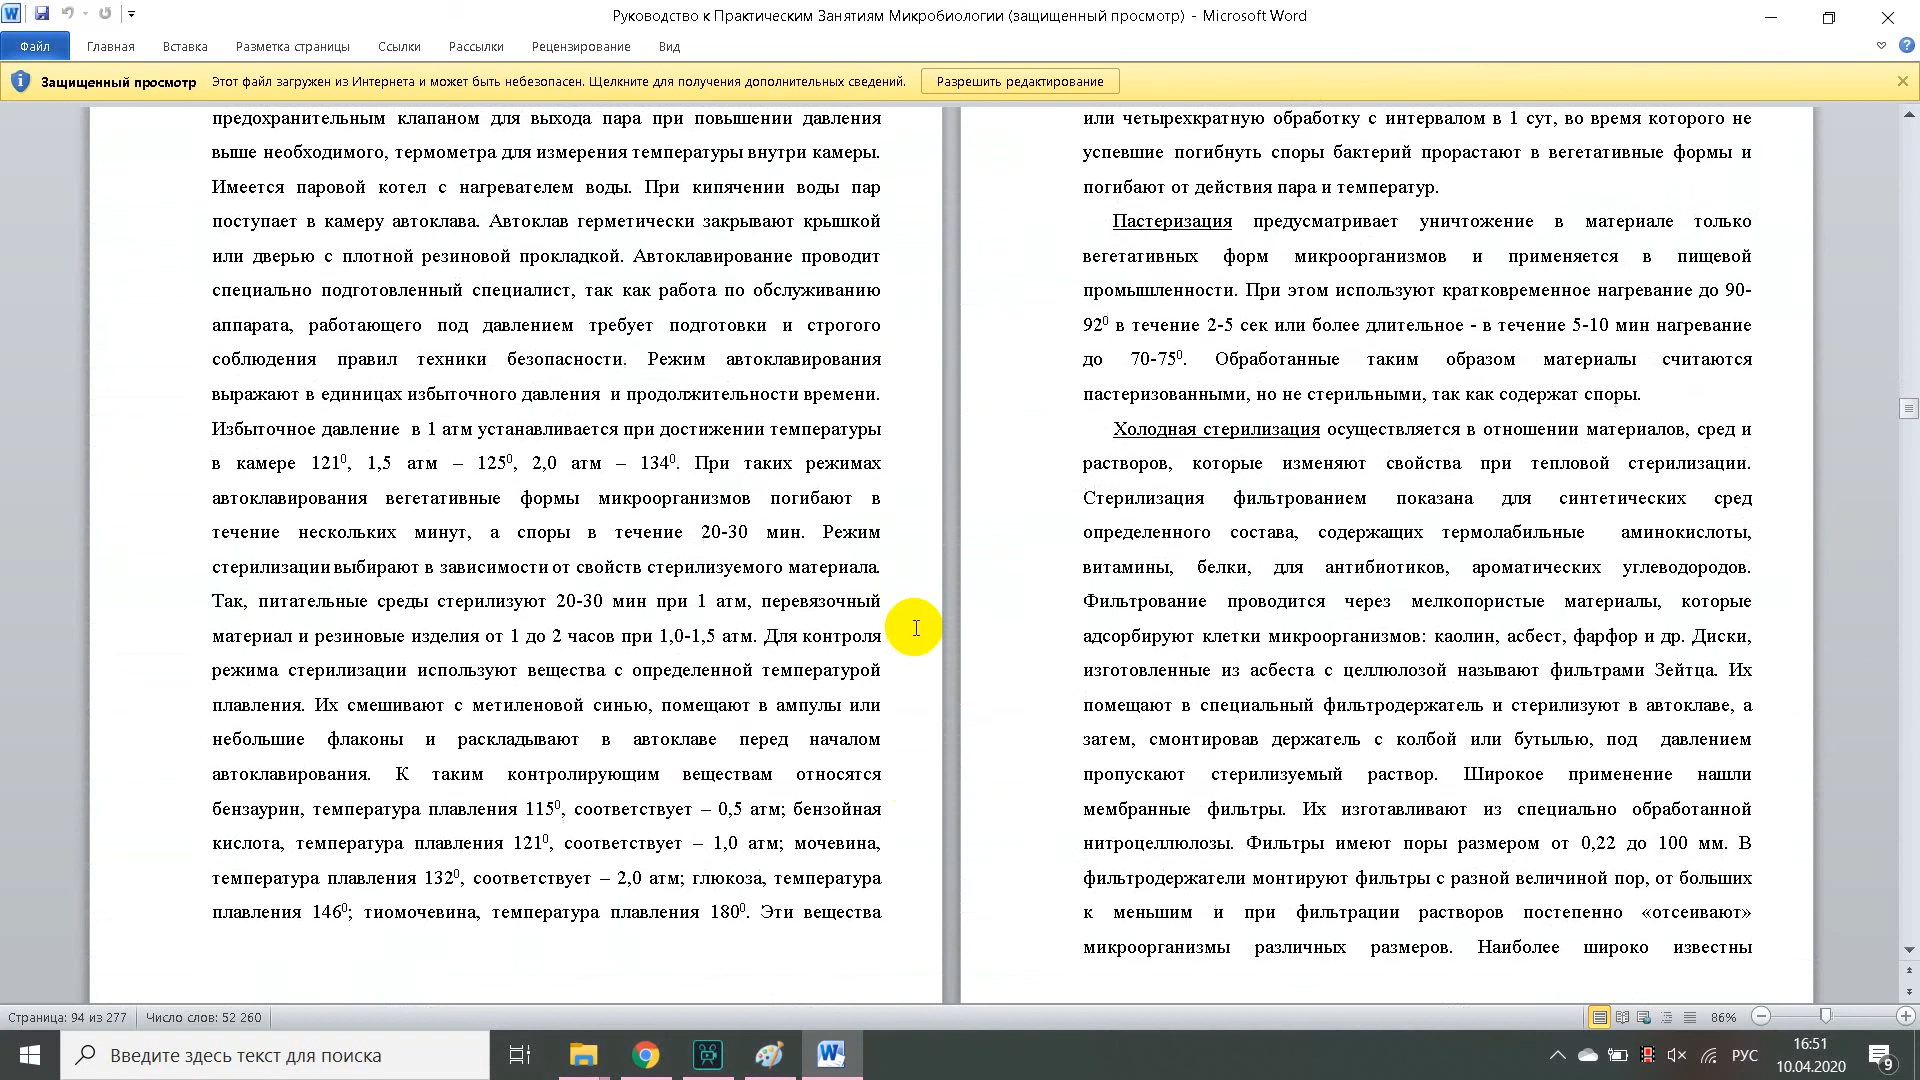 Руководство к Практическим Занятиям Микробиологии (защищенный просмотр) - Microsoft Word
Файл Главная Вставка Разметка страницы Ссылки Рассылки Рецензирование Вид
Защищенный просмотр Этот файл загружен из Интернета и может быть небезопасен. Щелкните для получения дополнительных сведений. Разрешить редактирование
предохранительным клапаном для выхода пара при повышении давления
выше необходимого, термометра для измерения температуры внутри камеры.
Имеется паровой котел с нагревателем воды. При кипячении воды пар
поступает в камеру автоклава. Автоклав герметически закрывают крышкой
или дверью с плотной резиновой прокладкой. Автоклавирование проводит
специально подготовленный специалист, так как работа по обслуживанию
аппарата, работающего под давлением требует подготовки и строгого
соблюдения правил техники безопасности. Режим автоклавирования
выражают в единицах избыточного давления и продолжительности времени.
Избыточное давление в 1 атм устанавливается при достижении температуры
в камере 121⁰, 1,5 атм – 125⁰, 2,0 атм – 134⁰. При таких режимах
автоклавирования вегетативные формы микроорганизмов погибают в
течение нескольких минут, а споры в течение 20-30 мин. Режим
стерилизации выбирают в зависимости от свойств стерилизуемого материала.
Так, питательные среды стерилизуют 20-30 мин при 1 атм, перевязочный
материал и резиновые изделия от 1 до 2 часов при 1,0-1,5 атм. Для контроля
режима стерилизации используют вещества с определенной температурой
плавления. Их смешивают с метиленовой синью, помещают в ампулы или
небольшие флаконы и раскладывают в автоклаве перед началом
автоклавирования. К таким контролирующим веществам относятся
бензаурин, температура плавления 115⁰, соответствует – 0,5 атм; бензойная
кислота, температура плавления 121⁰, соответствует – 1,0 атм; мочевина,
температура плавления 132⁰, соответствует – 2,0 атм; глюкоза, температура
плавления 146⁰; тиомочевина, температура плавления 180⁰. Эти вещества
или четырехкратную обработку с интервалом в 1 сут, во время которого не
успевшие погибнуть споры бактерий прорастают в вегетативные формы и
погибают от действия пара и температур.
Пастеризация предусматривает уничтожение в материале только
вегетативных форм микроорганизмов и применяется в пищевой
промышленности. При этом используют кратковременное нагревание до 90-
92⁰ в течение 2-5 сек или более длительное - в течение 5-10 мин нагревание
до 70-75⁰. Обработанные таким образом материалы считаются
пастеризованными, но не стерильными, так как содержат споры.
Холодная стерилизация осуществляется в отношении материалов, сред и
растворов, которые изменяют свойства при тепловой стерилизации.
Стерилизация фильтрованием показана для синтетических сред
определенного состава, содержащих термолабильные аминокислоты,
витамины, белки, для антибиотиков, ароматических углеводородов.
Фильтрование проводится через мелкопористые материалы, которые
адсорбируют клетки микроорганизмов: каолин, асбест, фарфор и др. Диски,
изготовленные из асбеста с целлюлозой называют фильтрами Зейтца. Их
помещают в специальный фильтродержатель и стерилизуют в автоклаве, а
затем, смонтировав держатель с колбой или бутылью, под давлением
пропускают стерилизуемый раствор. Широкое применение нашли
мембранные фильтры. Их изготавливают из специально обработанной
нитроцеллюлозы. Фильтры имеют поры размером от 0,22 до 100 мм. В
фильтродержатели монтируют фильтры с разной величиной пор, от больших
к меньшим и при фильтрации растворов постепенно «отсеивают»
микроорганизмы различных размеров. Наиболее широко известны
Страница: 94 из 277 Число слов: 52 260 86%
Введите здесь текст для поиска
РУС
16:51
10.04.2020
9